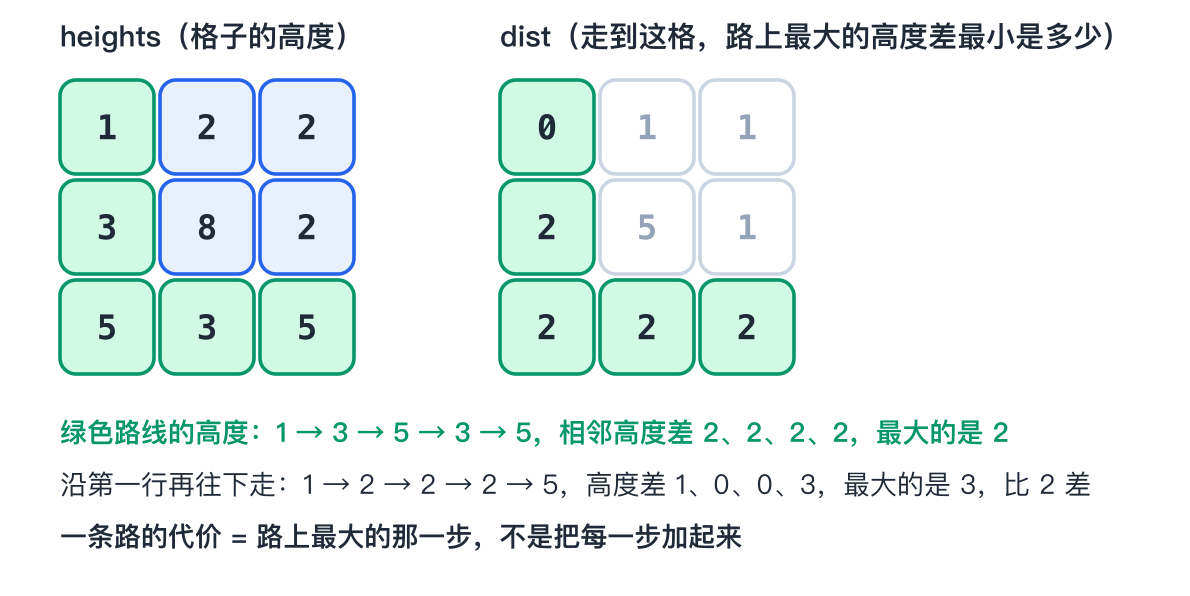 heights（格子的高度）
dist（走到这格，路上最大的高度差最小是多少）
1 2 2
0 1 1
3 8 2
2 5 1
5 3 5
2 2 2
绿色路线的高度：1 → 3 → 5 → 3 → 5，相邻高度差 2、2、2、2，最大的是 2
沿第一行再往下走：1 → 2 → 2 → 2 → 5，高度差 1、0、0、3，最大的是 3，比 2 差
一条路的代价 = 路上最大的那一步，不是把每一步加起来